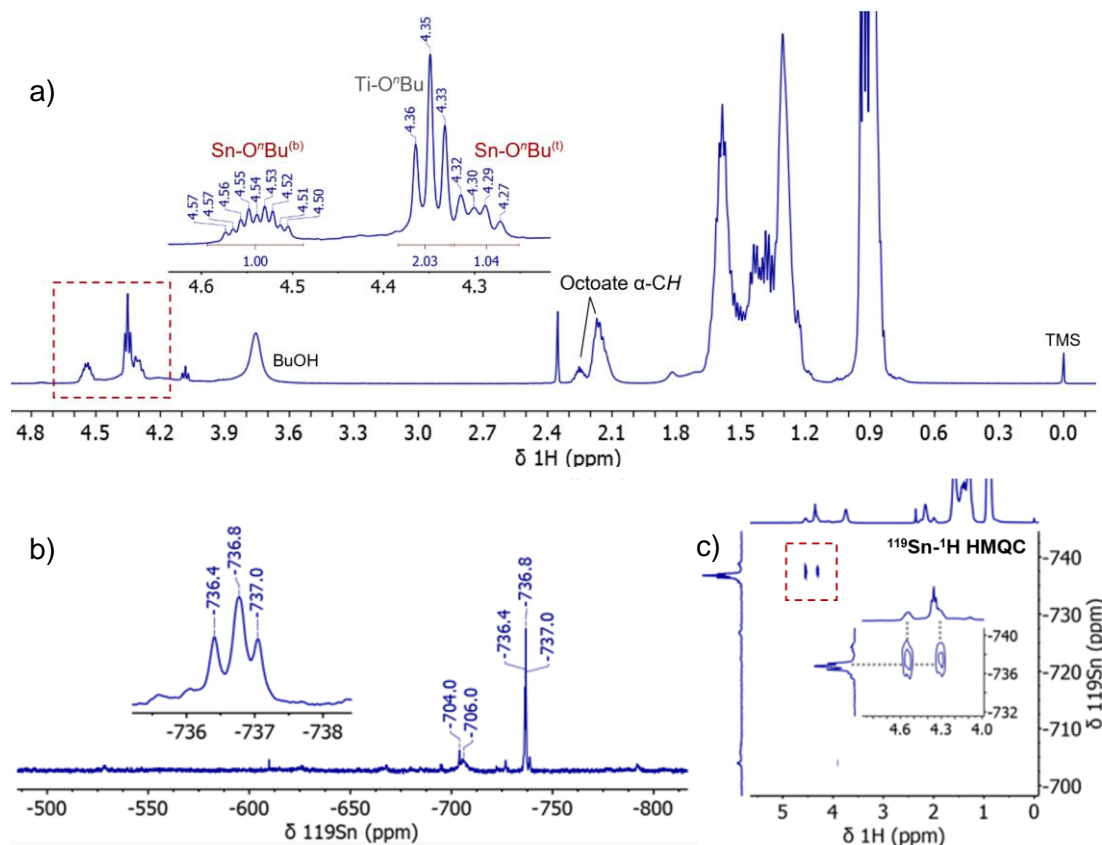 a)
Sn-OⁿBu⁽ᵇ⁾
Ti-OⁿBu
Sn-OⁿBu⁽ᵗ⁾
4.57
4.57
4.56
4.55
4.54
4.53
4.52
4.51
4.50
4.36
4.35
4.33
4.32
4.30
4.29
4.27
1.00
2.03
1.04
4.6 4.5 4.4 4.3
Octoate α-CH
BuOH
TMS
4.8 4.5 4.2 3.9 3.6 3.3 3.0 2.7 2.4 2.1 1.8 1.5 1.2 0.9 0.6 0.3 0.0
δ 1H (ppm)
b)
-736.4
-736.8
-737.0
-736 -737 -738
-704.0
-706.0
-736.4
-736.8
-737.0
-500 -550 -600 -650 -700 -750 -800
δ 119Sn (ppm)
c)
¹¹⁹Sn-¹H HMQC
-740
-730
-720
-710
-700
δ 119Sn (ppm)
-740
-736
-732
4.6 4.3 4.0
5 4 3 2 1 0
δ 1H (ppm)